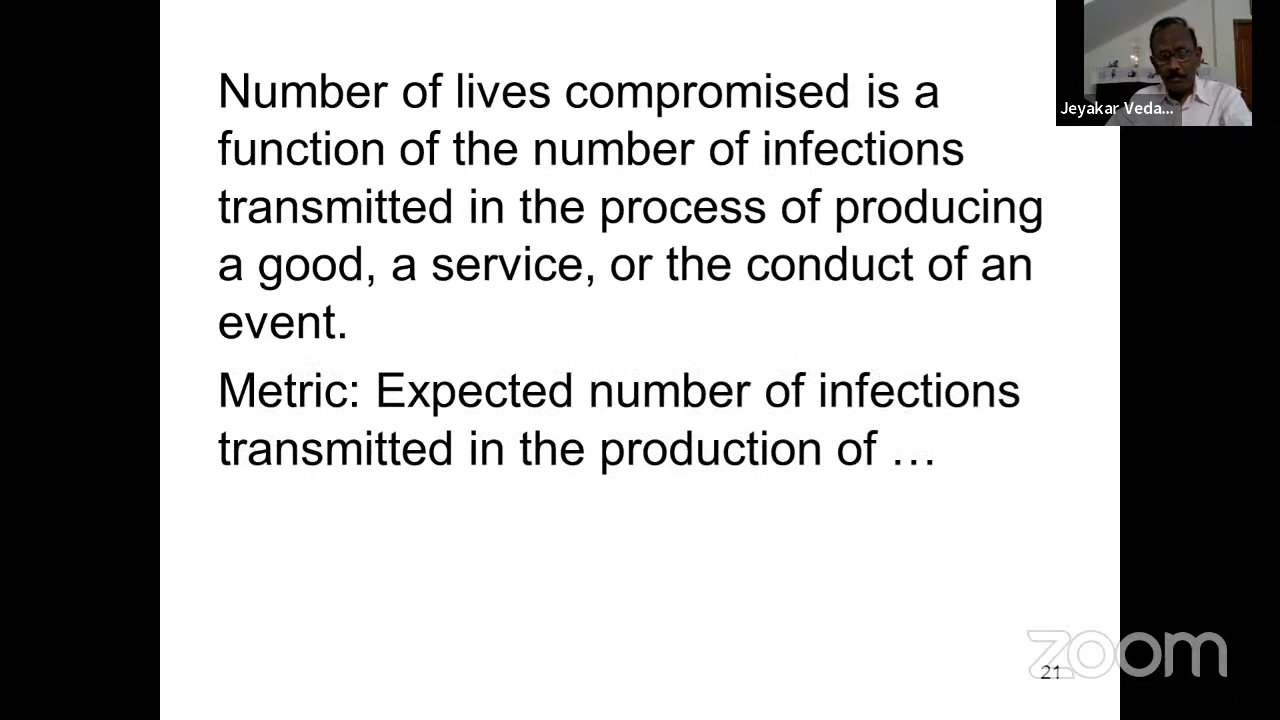 Number of lives compromised is a
function of the number of infections
transmitted in the process of producing
a good, a service, or the conduct of an
event.
Metric: Expected number of infections
transmitted in the production of …
Jeyakar Veda...
zoom
21